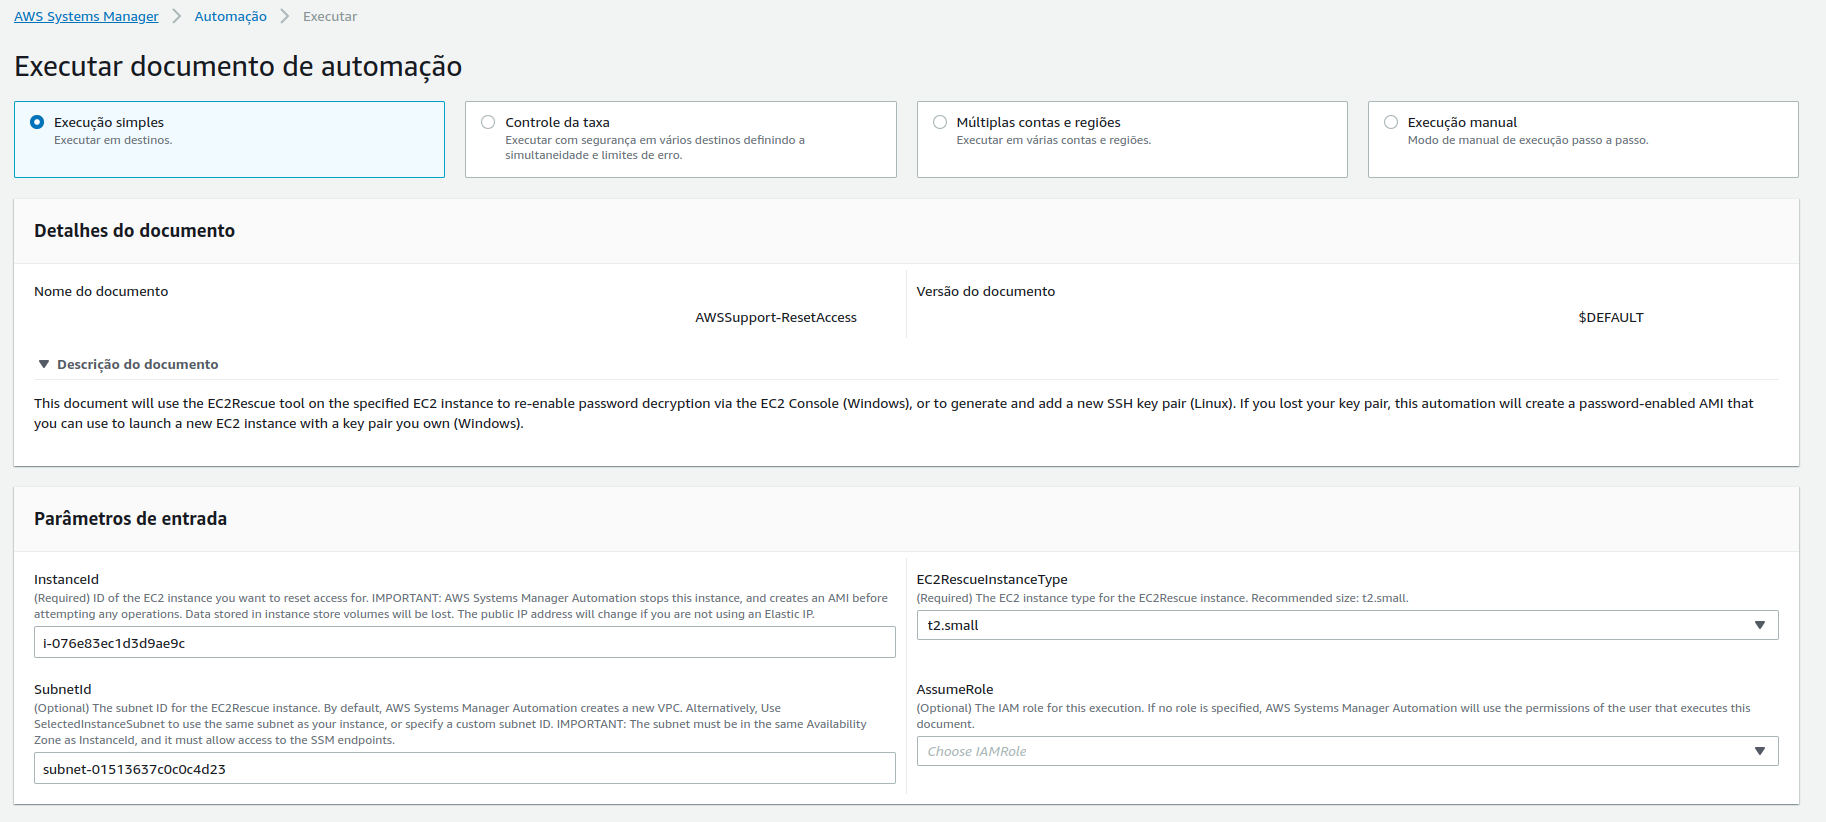 AWS Systems Manager > Automação > Executar
Executar documento de automação
Execução simples
Executar em destinos.
Controle da taxa
Executar com segurança em vários destinos definindo a
simultaneidade e limites de erro.
Múltiplas contas e regiões
Executar em várias contas e regiões.
Execução manual
Modo de manual de execução passo a passo.
Detalhes do documento
Nome do documento
AWSSupport-ResetAccess
Versão do documento
$DEFAULT
Descrição do documento
This document will use the EC2Rescue tool on the specified EC2 instance to re-enable password decryption via the EC2 Console (Windows), or to generate and add a new SSH key pair (Linux). If you lost your key pair, this automation will create a password-enabled AMI that
you can use to launch a new EC2 instance with a key pair you own (Windows).
Parâmetros de entrada
InstanceId
(Required) ID of the EC2 instance you want to reset access for. IMPORTANT: AWS Systems Manager Automation stops this instance, and creates an AMI before
attempting any operations. Data stored in instance store volumes will be lost. The public IP address will change if you are not using an Elastic IP.
i-076e83ec1d3d9ae9c
EC2RescueInstanceType
(Required) The EC2 instance type for the EC2Rescue instance. Recommended size: t2.small.
t2.small
SubnetId
(Optional) The subnet ID for the EC2Rescue instance. By default, AWS Systems Manager Automation creates a new VPC. Alternatively, Use
SelectedInstanceSubnet to use the same subnet as your instance, or specify a custom subnet ID. IMPORTANT: The subnet must be in the same Availability
Zone as InstanceId, and it must allow access to the SSM endpoints.
subnet-01513637c0c0c4d23
AssumeRole
(Optional) The IAM role for this execution. If no role is specified, AWS Systems Manager Automation will use the permissions of the user that executes this
document.
Choose IAMRole